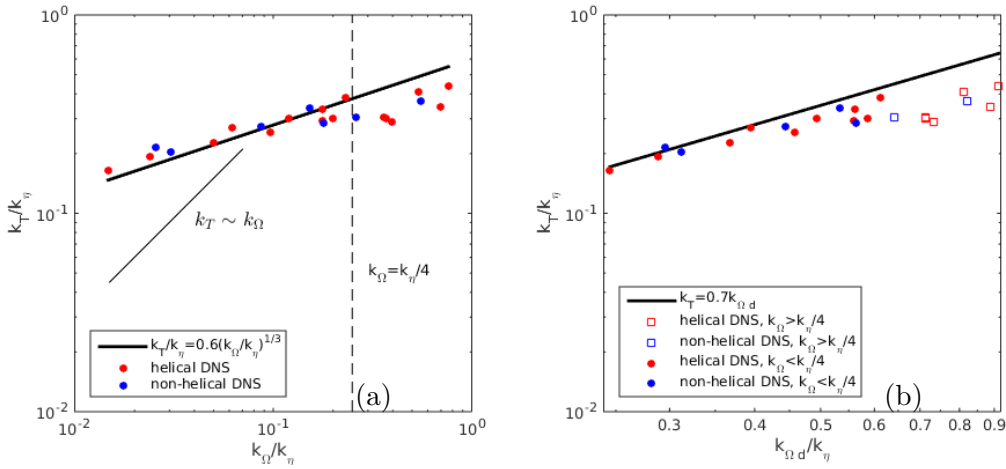 10^0
10^-1
10^-2
k_T/k_η
k_T ~ k_Ω
k_Ω=k_η/4
k_T/k_η=0.6(k_Ω/k_η)^1/3
helical DNS
non-helical DNS
(a)
10^-2
10^-1
10^0
k_Ω/k_η
10^0
10^-1
10^-2
k_T/k_η
k_T=0.7k_Ω d
helical DNS, k_Ω>k_η/4
non-helical DNS, k_Ω>k_η/4
helical DNS, k_Ω<k_η/4
non-helical DNS, k_Ω<k_η/4
(b)
0.3
0.4
0.5
0.6
0.7
0.8
0.9
k_Ω d/k_η